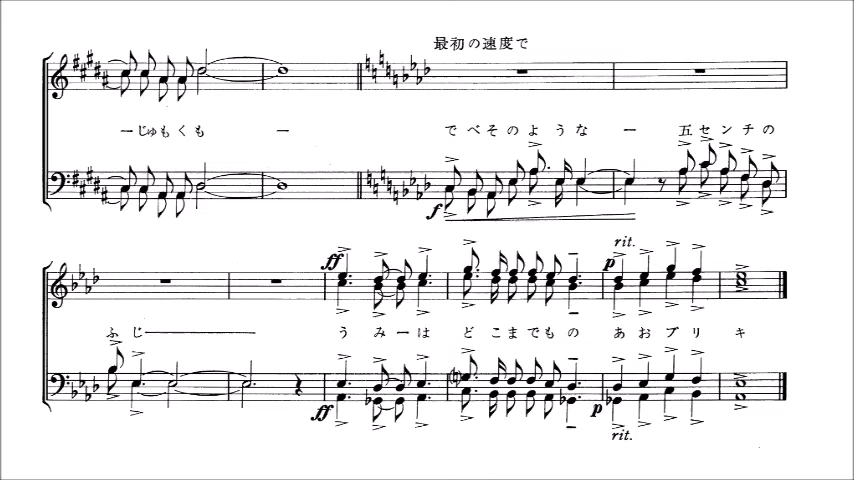 最初の速度で
ーじゅもくも ー でべそのような ー 五センチの
f
ff rit.
p
ふじ うみーは どこまでもの あおブリキ
ff p
rit.